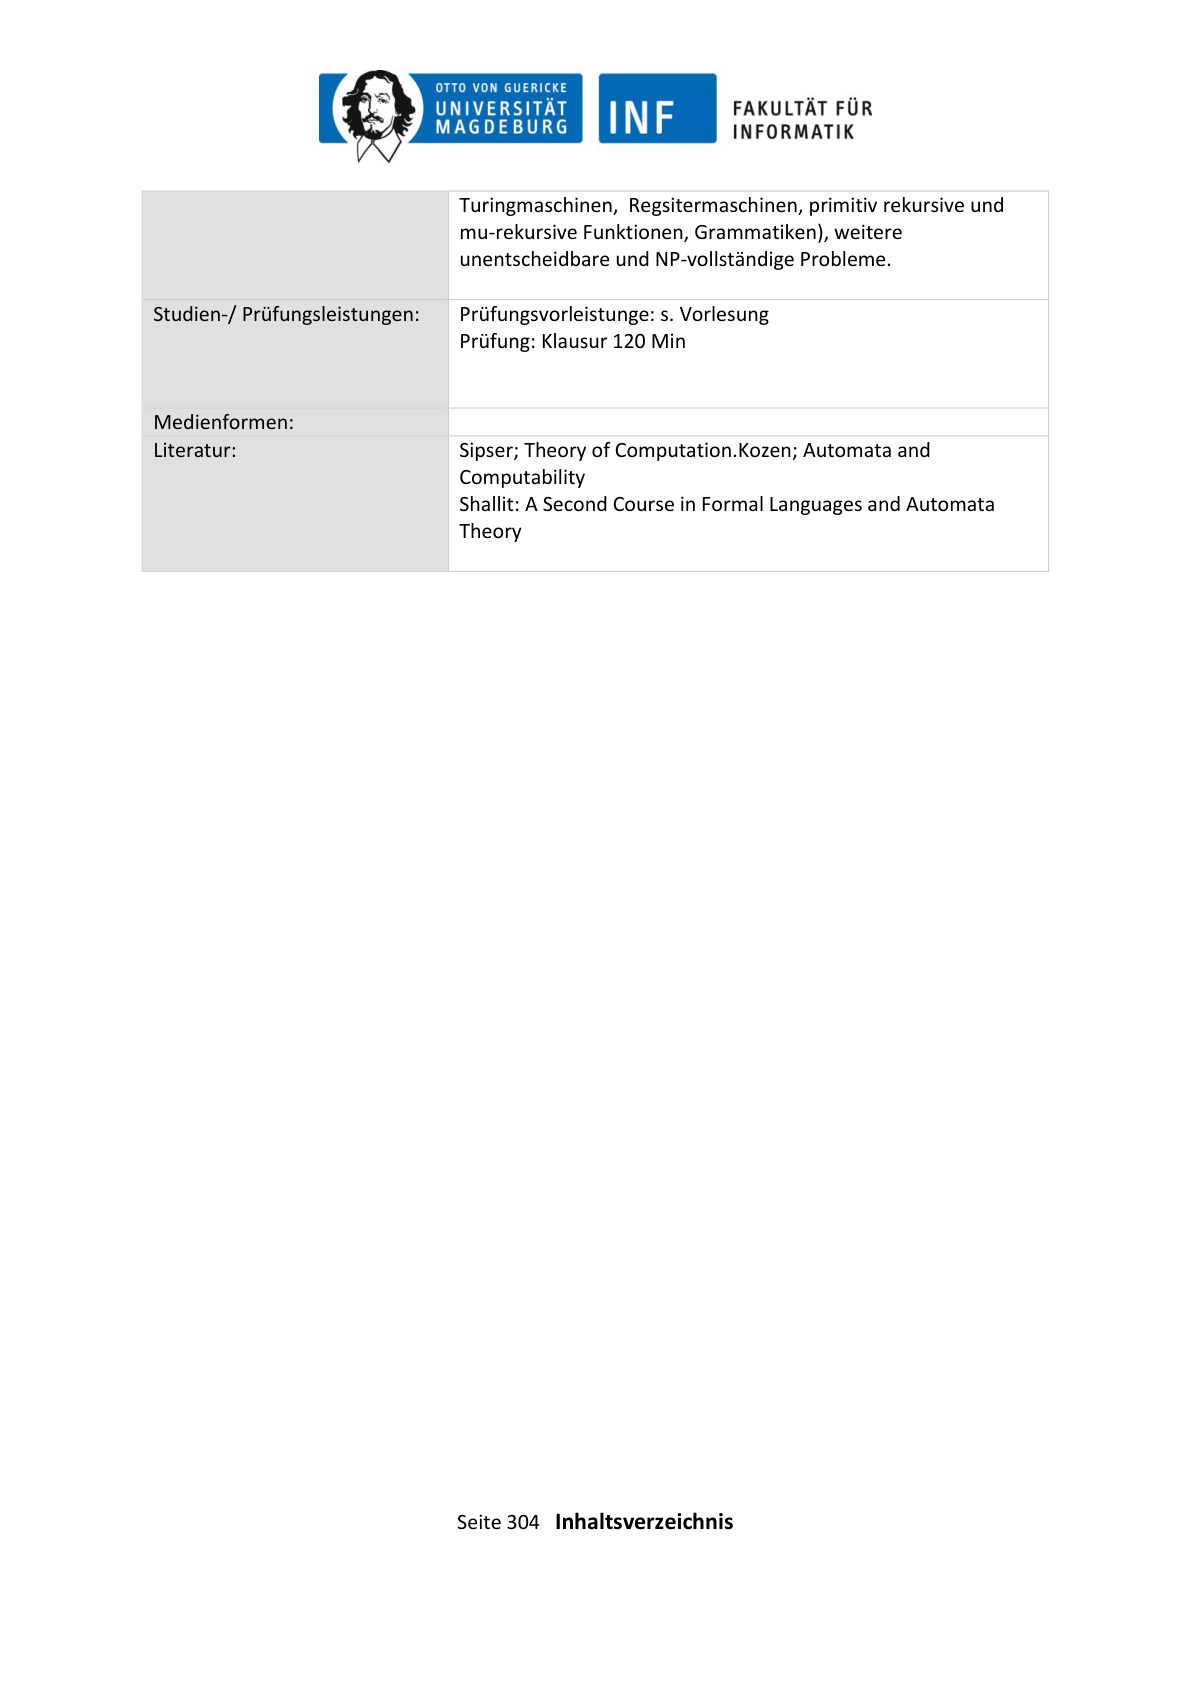 OTTO VON GUERICKE
UNIVERSITÄT
MAGDEBURG
INF
FAKULTÄT FÜR
INFORMATIK
Turingmaschinen,  Regsitermaschinen, primitiv rekursive und
mu-rekursive Funktionen, Grammatiken), weitere
unentscheidbare und NP-vollständige Probleme.
Studien-/ Prüfungsleistungen:
Prüfungsvorleistunge: s. Vorlesung
Prüfung: Klausur 120 Min
Medienformen:
Literatur:
Sipser; Theory of Computation.Kozen; Automata and
Computability
Shallit: A Second Course in Formal Languages and Automata
Theory
Seite 304   Inhaltsverzeichnis